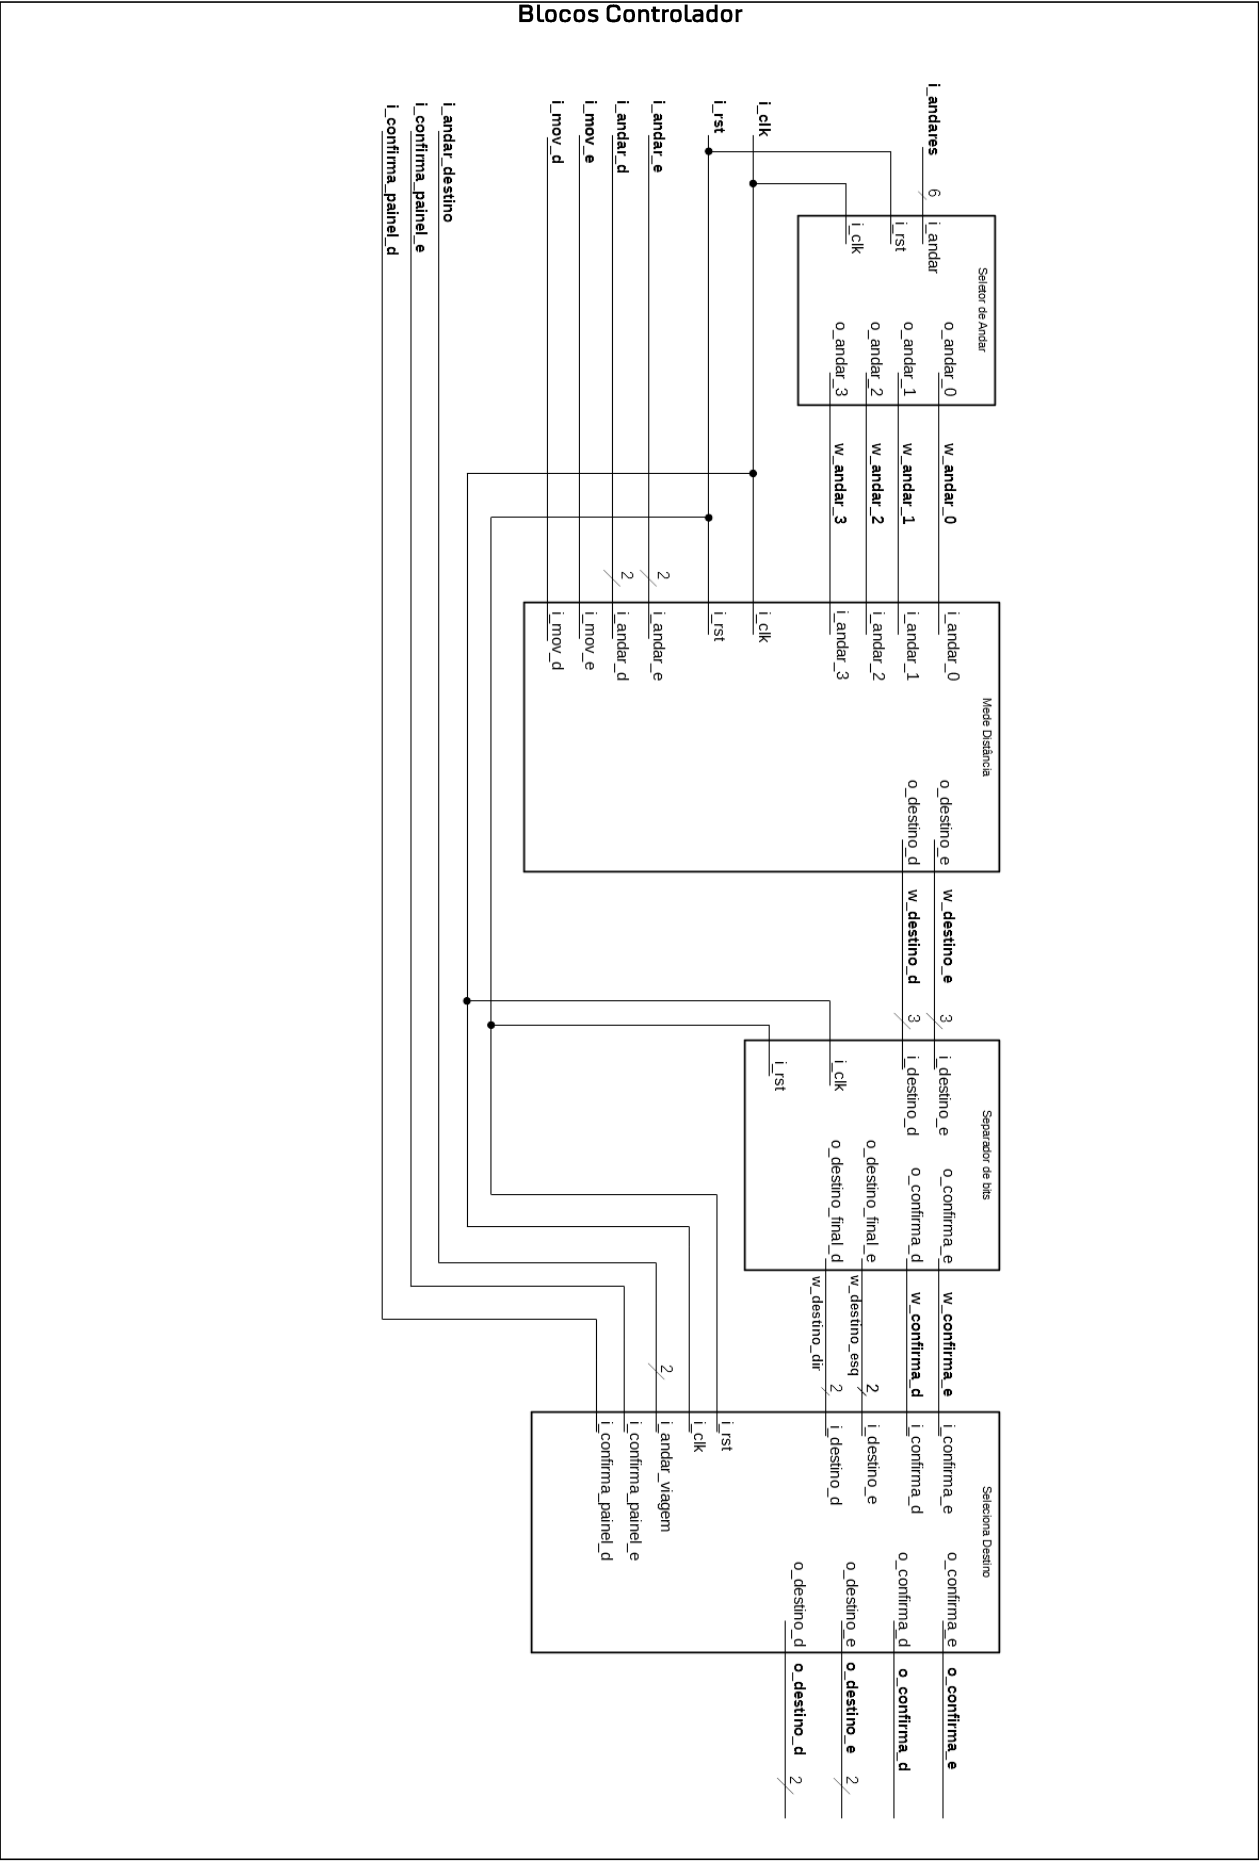 Blocos Controlador
i_andares
6
i_clk
i_rst
i_andar_e
i_andar_d
i_mov_e
i_mov_d
i_andar_destino
i_confirma_painel_e
i_confirma_painel_d
Seletor de Andar
i_andar
i_rst
i_clk
o_andar_0
o_andar_1
o_andar_2
o_andar_3
w_andar_0
w_andar_1
w_andar_2
w_andar_3
2
2
Mede Distância
i_andar_0
i_andar_1
i_andar_2
i_andar_3
i_clk
i_rst
i_andar_e
i_andar_d
i_mov_e
i_mov_d
o_destino_e
o_destino_d
w_destino_e
w_destino_d
3
3
Separador de bits
i_destino_e
i_destino_d
i_clk
i_rst
o_confirma_e
o_confirma_d
o_destino_final_e
o_destino_final_d
w_confirma_e
w_confirma_d
w_destino_esq
w_destino_dir
2
2
2
Seleciona Destino
i_confirma_e
i_confirma_d
i_destino_e
i_destino_d
i_rst
i_clk
i_andar_viagem
i_confirma_painel_e
i_confirma_painel_d
o_confirma_e
o_confirma_d
o_destino_e
o_destino_d
o_confirma_e
o_confirma_d
o_destino_e
o_destino_d
2
2